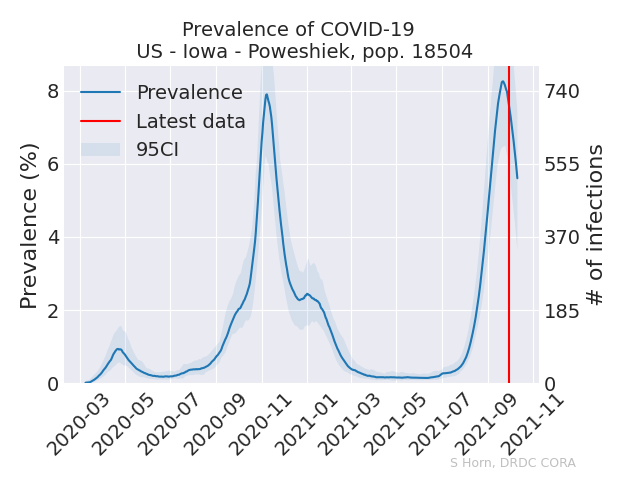 Prevalence of COVID-19
US - Iowa - Poweshiek, pop. 18504
Prevalence
Latest data
95CI
Prevalence (%)
8
6
4
2
0
# of infections
740
555
370
185
0
2020-03
2020-05
2020-07
2020-09
2020-11
2021-01
2021-03
2021-05
2021-07
2021-09
2021-11
S Horn, DRDC CORA